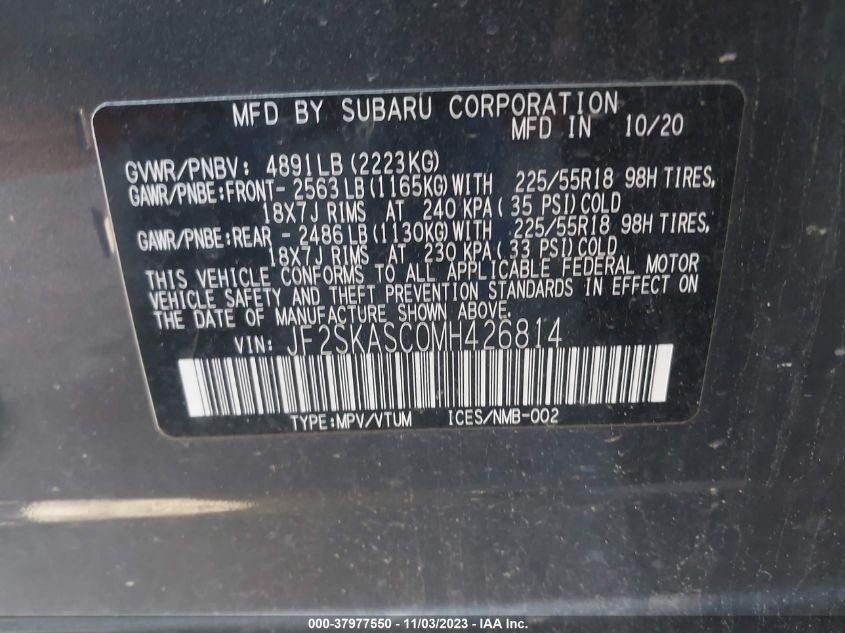 MFD BY SUBARU CORPORATION
MFD IN 10/20
GVWR/PNBV: 4891LB (2223KG)
GAWR/PNBE:FRONT- 2563 LB (1165KG) WITH 225/55R18 98H TIRES,
18X7J RIMS AT 240 KPA ( 35 PSI) COLD
GAWR/PNBE:REAR - 2486 LB (1130KG) WITH 225/55R18 98H TIRES,
18X7J RIMS AT 230 KPA ( 33 PSI) COLD
THIS VEHICLE CONFORMS TO ALL APPLICABLE FEDERAL MOTOR
VEHICLE SAFETY AND THEFT PREVENTION STANDARDS IN EFFECT ON
THE DATE OF MANUFACTURE SHOWN ABOVE.
VIN: JF2SKASC0MH426814
TYPE:MPV/VTUM ICES/NMB-002
000-37977550 - 11/03/2023 - IAA Inc.